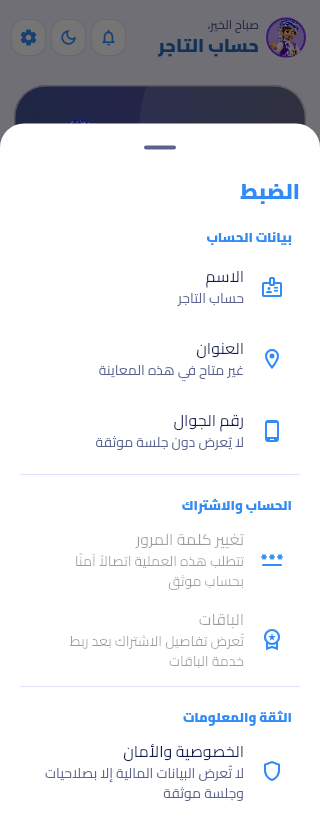 صباح الخير،
حساب التاجر
الضبط
بيانات الحساب
الاسم
حساب التاجر
العنوان
غير متاح في هذه المعاينة
رقم الجوال
لا يُعرض دون جلسة موثقة
الحساب والاشتراك
تغيير كلمة المرور
تتطلب هذه العملية اتصالاً آمنًا
بحساب موثق
الباقات
تُعرض تفاصيل الاشتراك بعد ربط
خدمة الباقات
الثقة والمعلومات
الخصوصية والأمان
لا تُعرض البيانات المالية إلا بصلاحيات
وجلسة موثقة